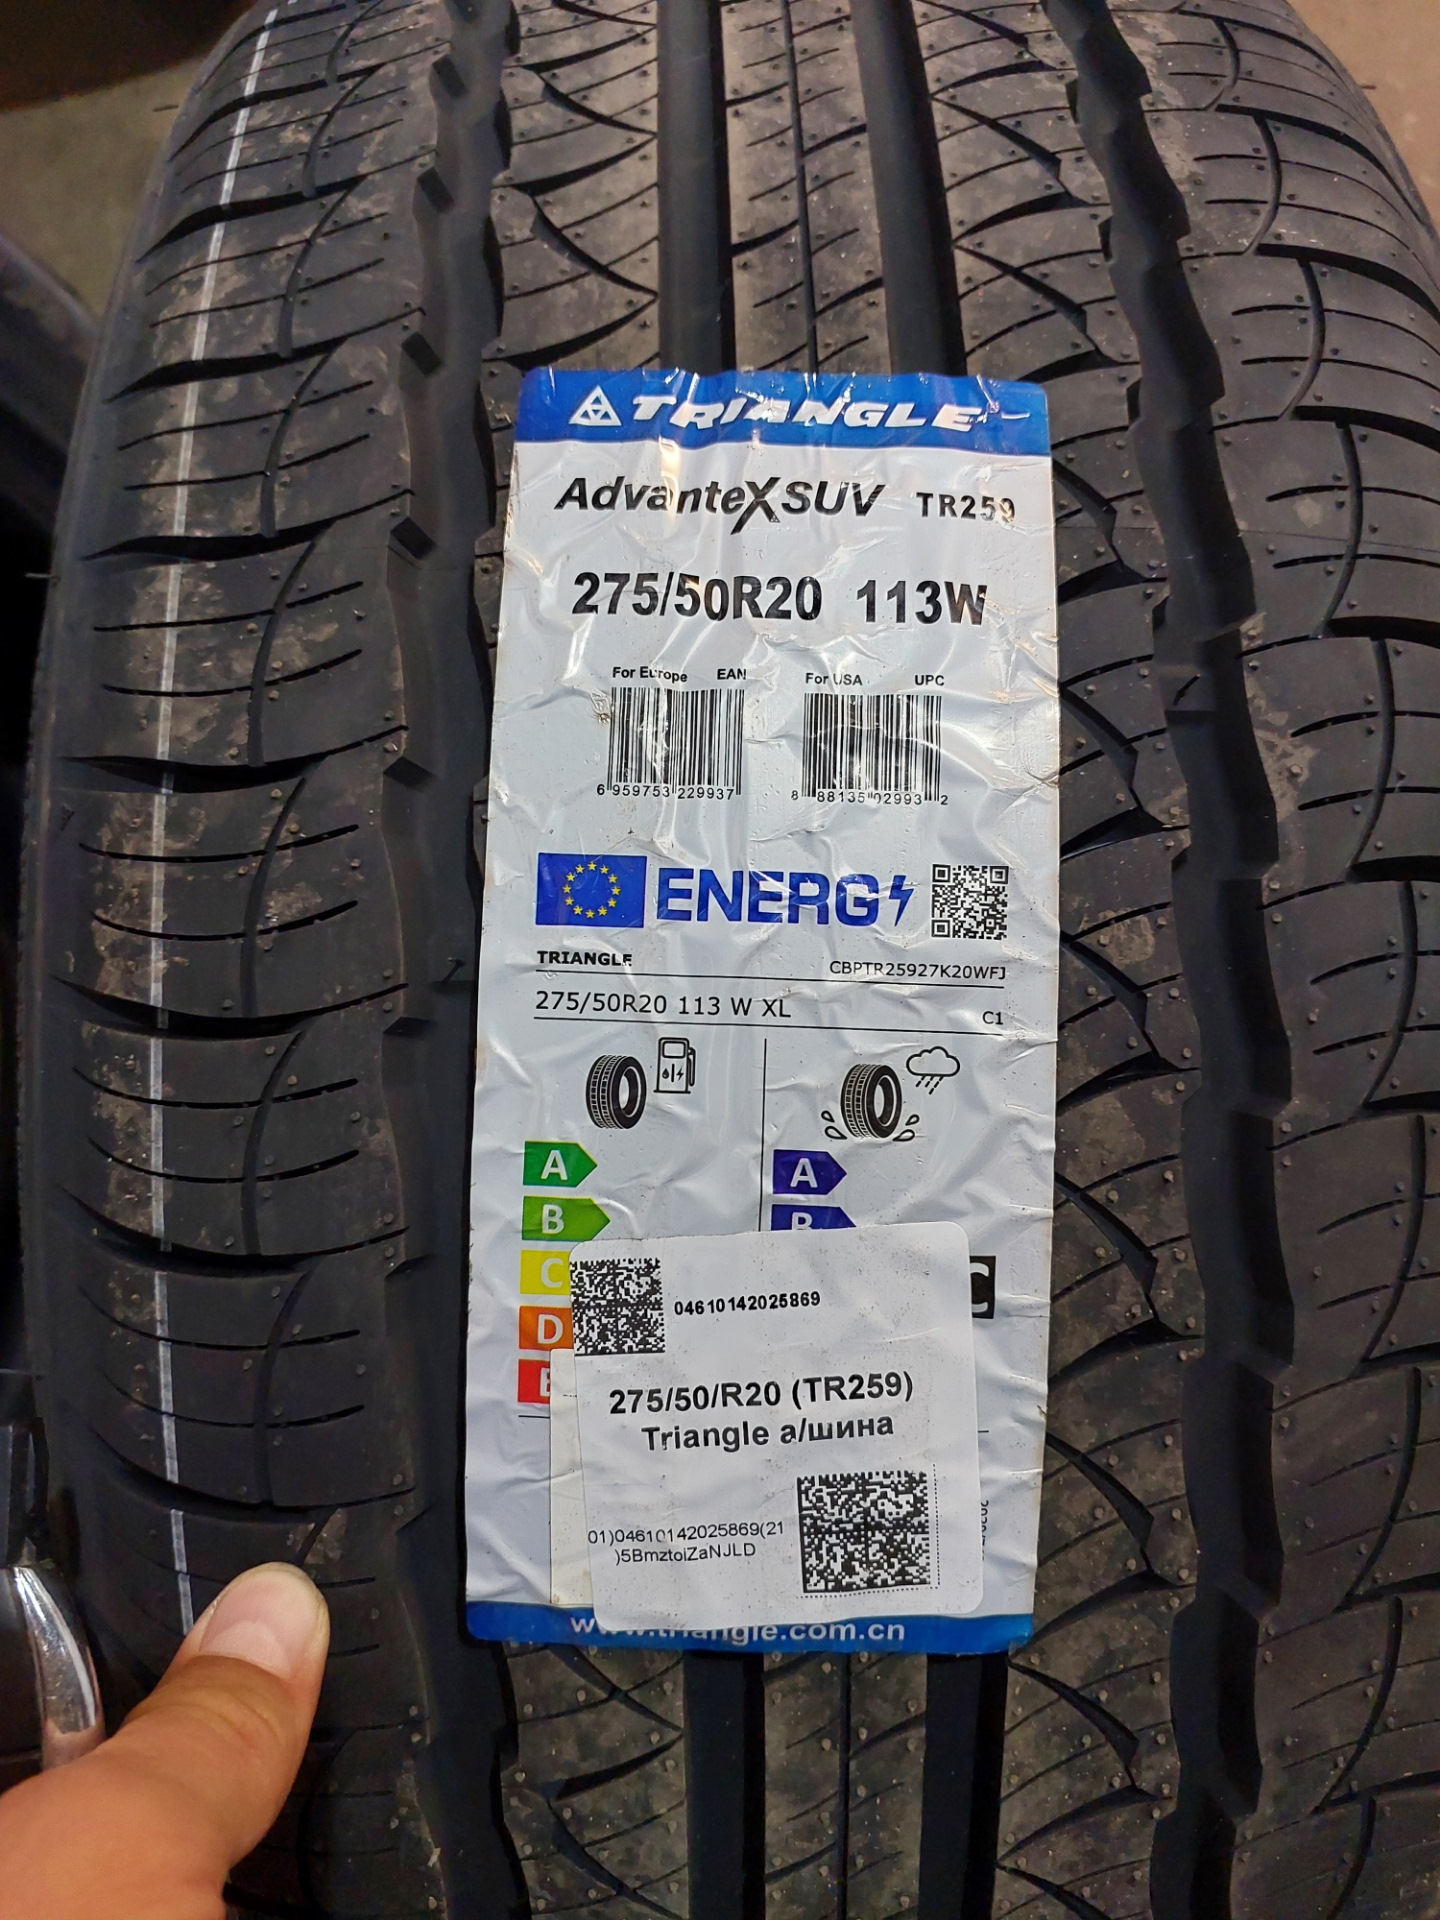 TRIANGLE
AdvanteXSUV TR259
275/50R20 113W
For Europe EAN For USA UPC
6 959753 229937 8 88135 02993 2
ENERG
TRIANGLE CBPTR25927K20WFJ
275/50R20 113 W XL C1
A A
B B
C C
D
E
04610142025869
275/50/R20 (TR259)
Triangle а/шина
01)04610142025869(21
)5BmztoiZaNJLD
www.triangle.com.cn